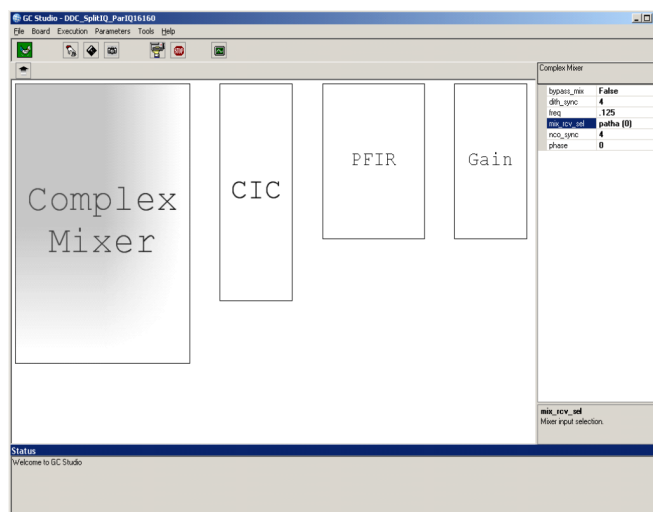 GC Studio - DDC_SplitIQ_ParIQ16160
File Board Execution Parameters Tools Help
STOP
Complex Mixer
bypass_mix False
dith_sync 4
freq .125
mix_rcv_sel patha (0)
nco_sync 4
phase 0
Complex
Mixer
CIC
PFIR
Gain
mix_rcv_sel
Mixer input selection.
Status
Welcome to GC Studio